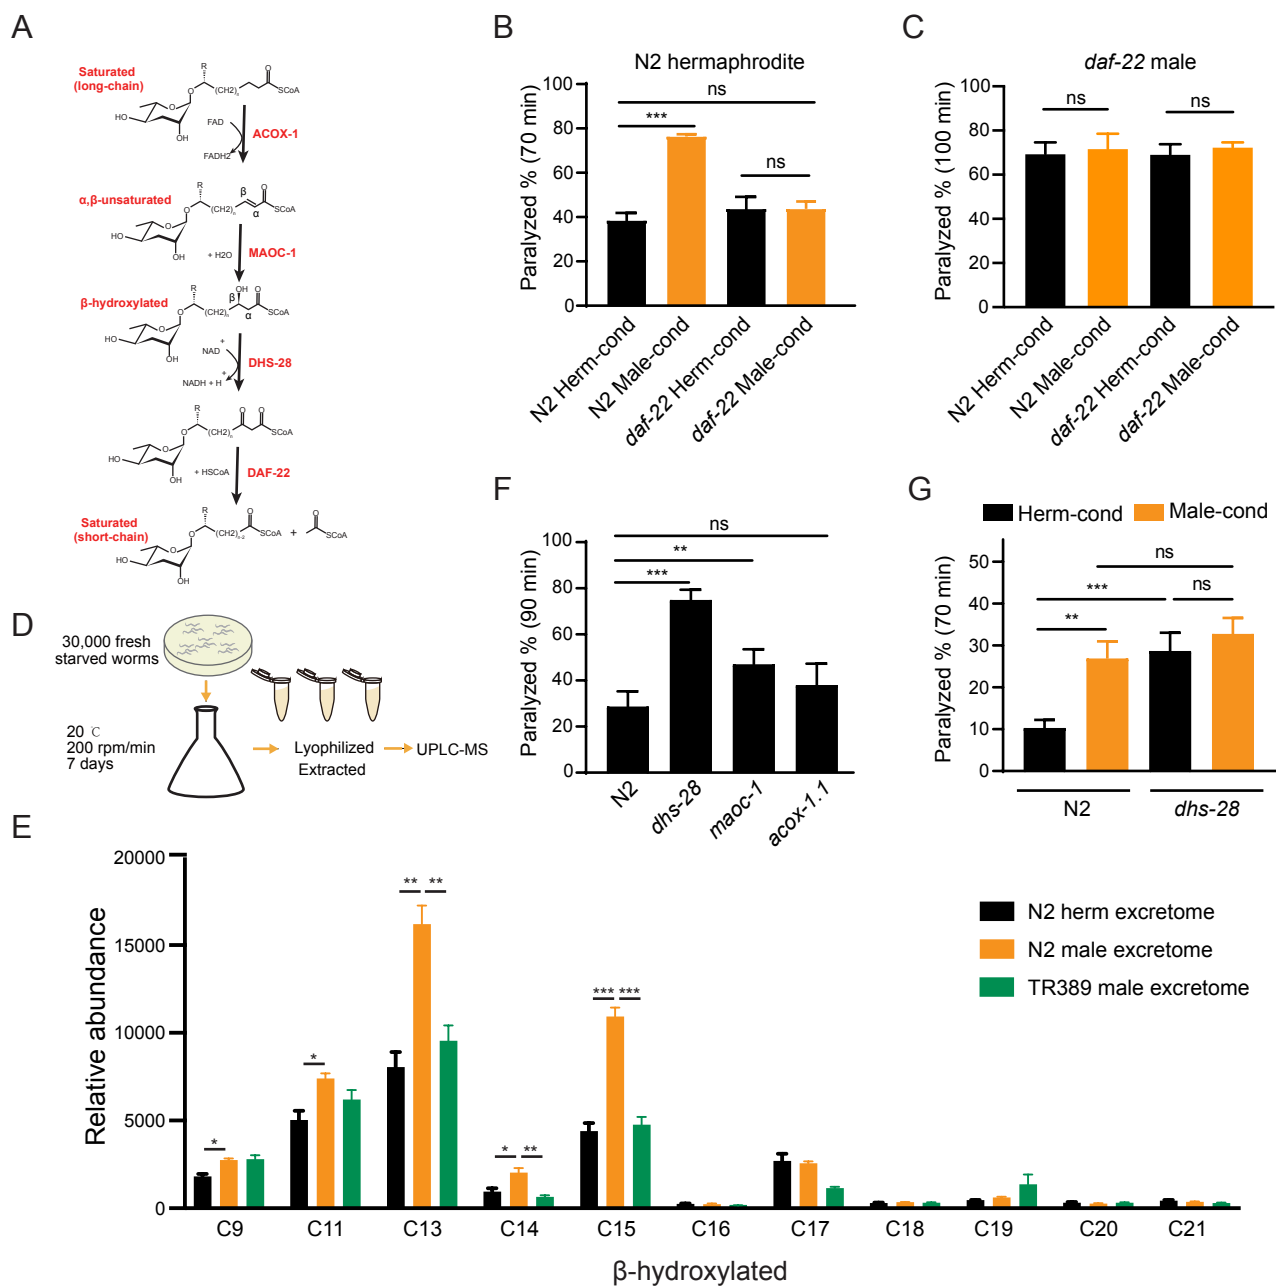 A
Saturated
(long-chain)
R
O
(CH2)n
O
SCoA
O
HO
OH
FAD
ACOX-1
FADH2
α,β-unsaturated
R
β
O
O
(CH2)n
α
SCoA
O
HO
OH
+ H2O
MAOC-1
β-hydroxylated
R
OH
O
β
O
(CH2)n
α
SCoA
O
HO
OH
+
NAD
DHS-28
+
NADH + H
R
O
O
O
(CH2)n
SCoA
O
HO
OH
+ HSCoA
DAF-22
Saturated
(short-chain)
R
O
O
(CH2)n-2
SCoA
+
O
SCoA
O
HO
OH
B
N2 hermaphrodite
Paralyzed % (70 min)
100
80
60
40
20
0
ns
***
ns
N2 Herm-cond
N2 Male-cond
daf-22 Herm-cond
daf-22 Male-cond
C
daf-22 male
Paralyzed % (100 min)
100
80
60
40
20
0
ns
ns
N2 Herm-cond
N2 Male-cond
daf-22 Herm-cond
daf-22 Male-cond
D
30,000 fresh
starved worms
20 ℃
200 rpm/min
7 days
Lyophilized
Extracted
UPLC-MS
F
Paralyzed % (90 min)
100
80
60
40
20
0
ns
**
***
N2
dhs-28
maoc-1
acox-1.1
G
Herm-cond
Male-cond
Paralyzed % (70 min)
50
40
30
20
10
0
ns
***
ns
**
N2
dhs-28
E
Relative abundance
20000
15000
10000
5000
0
*
*
** **
* **
*** ***
N2 herm excretome
N2 male excretome
TR389 male excretome
C9 C11 C13 C14 C15 C16 C17 C18 C19 C20 C21
β-hydroxylated